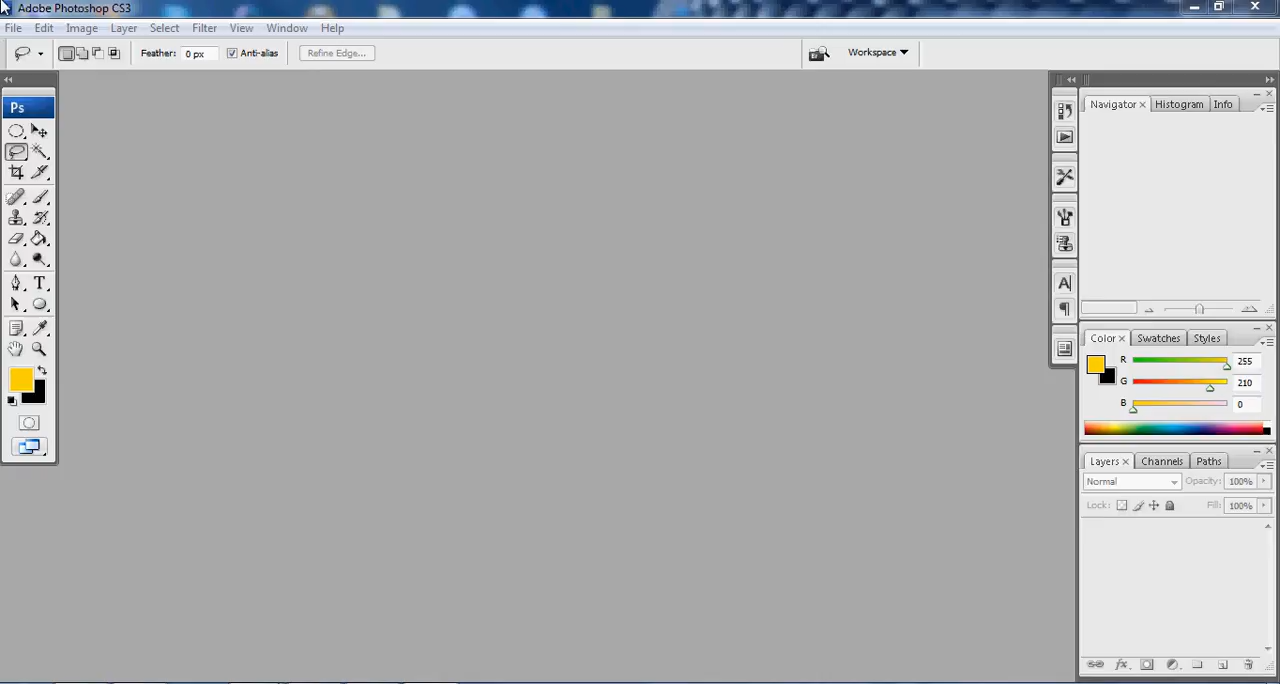 Adobe Photoshop CS3
File Edit Image Layer Select Filter View Window Help
Feather: 0 px Anti-alias Refine Edge... Workspace
Ps
T
A
Navigator Histogram Info
Color Swatches Styles
R 255
G 210
B 0
Layers Channels Paths
Normal Opacity: 100%
Lock: Fill: 100%